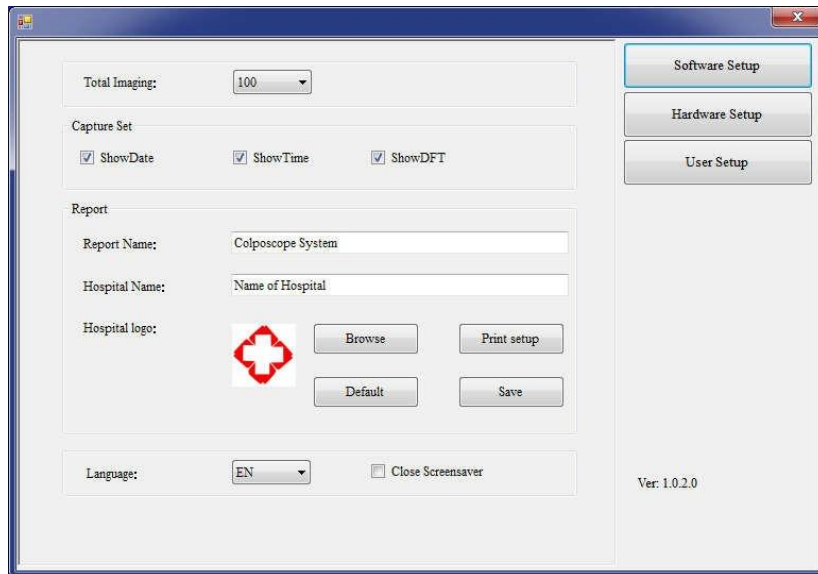 Total Imaging:
100
Capture Set
ShowDate
ShowTime
ShowDFT
Report
Report Name:
Colposcope System
Hospital Name:
Name of Hospital
Hospital logo:
Browse
Print setup
Default
Save
Language:
EN
Close Screensaver
Software Setup
Hardware Setup
User Setup
Ver: 1.0.2.0